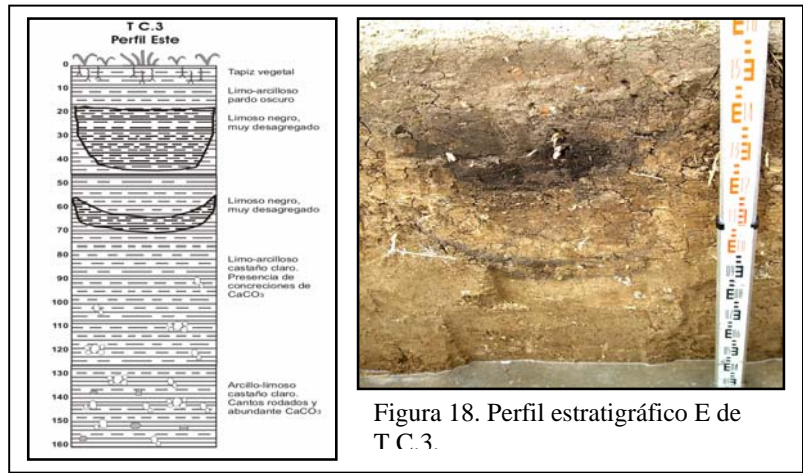 T C.3
Perfil Este
0
10
20
30
40
50
60
70
80
90
100
110
120
130
140
150
160
Tapiz vegetal
Limo-arcilloso
pardo oscuro
Limoso negro,
muy desagregado
Limoso negro,
muy desagregado
Limo-arcilloso
castaño claro.
Presencia de
concreciones de
CaCO₃
Arcillo-limoso
castaño claro.
Cantos rodados y
abundante CaCO₃
Figura 18. Perfil estratigráfico E de
T C.3.